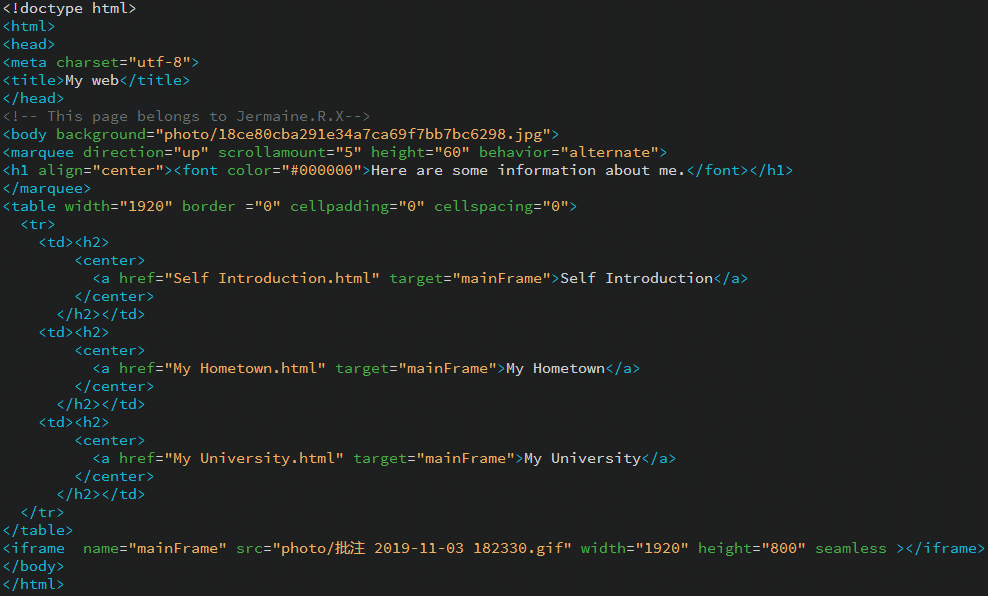 <!doctype html>
<html>
<head>
<meta charset="utf-8">
<title>My web</title>
</head>
<!-- This page belongs to Jermaine.R.X-->
<body background="photo/18ce80cba291e34a7ca69f7bb7bc6298.jpg">
<marquee direction="up" scrollamount="5" height="60" behavior="alternate">
<h1 align="center"><font color="#000000">Here are some information about me.</font></h1>
</marquee>
<table width="1920" border ="0" cellpadding="0" cellspacing="0">
  <tr>
    <td><h2>
        <center>
          <a href="Self Introduction.html" target="mainFrame">Self Introduction</a>
        </center>
      </h2></td>
    <td><h2>
        <center>
          <a href="My Hometown.html" target="mainFrame">My Hometown</a>
        </center>
      </h2></td>
    <td><h2>
        <center>
          <a href="My University.html" target="mainFrame">My University</a>
        </center>
      </h2></td>
  </tr>
</table>
<iframe  name="mainFrame" src="photo/批注 2019-11-03 182330.gif" width="1920" height="800" seamless ></iframe>
</body>
</html>